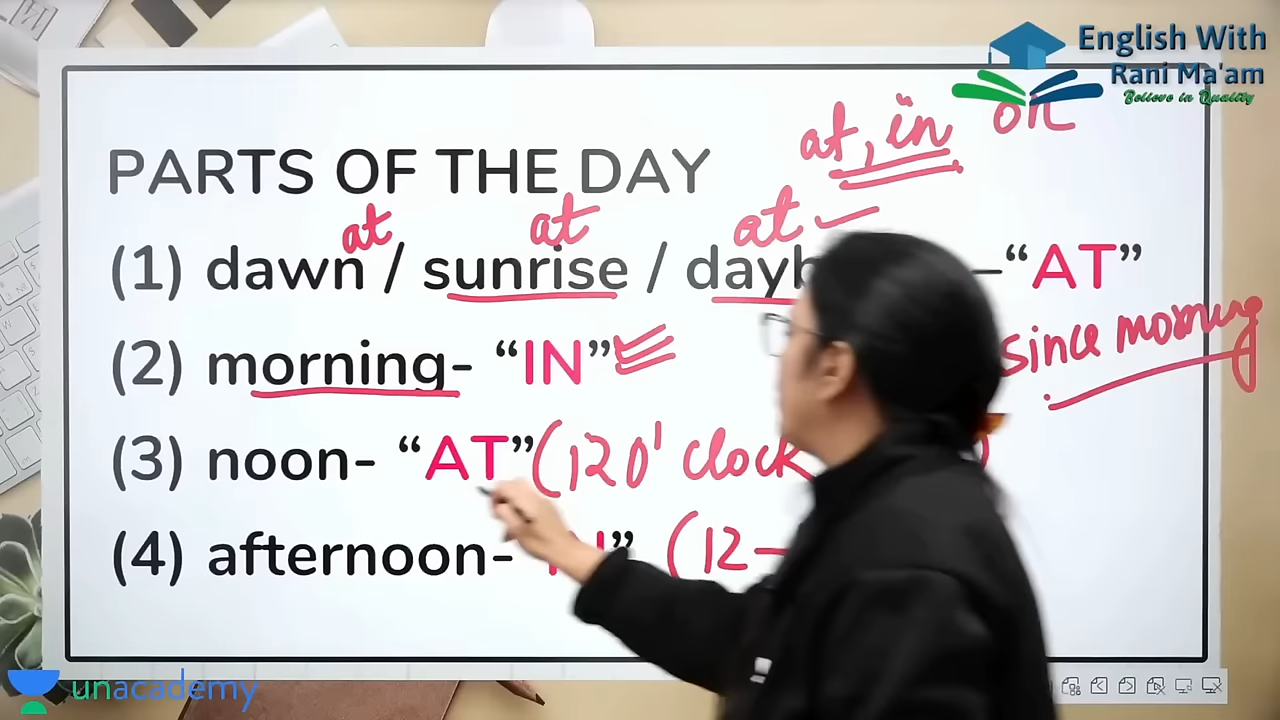 English With
Rani Ma'am
Believe in Quality
at, in on
PARTS OF THE DAY
at at at
(1) dawn / sunrise / –“AT”
(2) morning- “IN” since morning
(3) noon- “AT” (12 O' clock )
(4) afternoon- (12–
unacademy